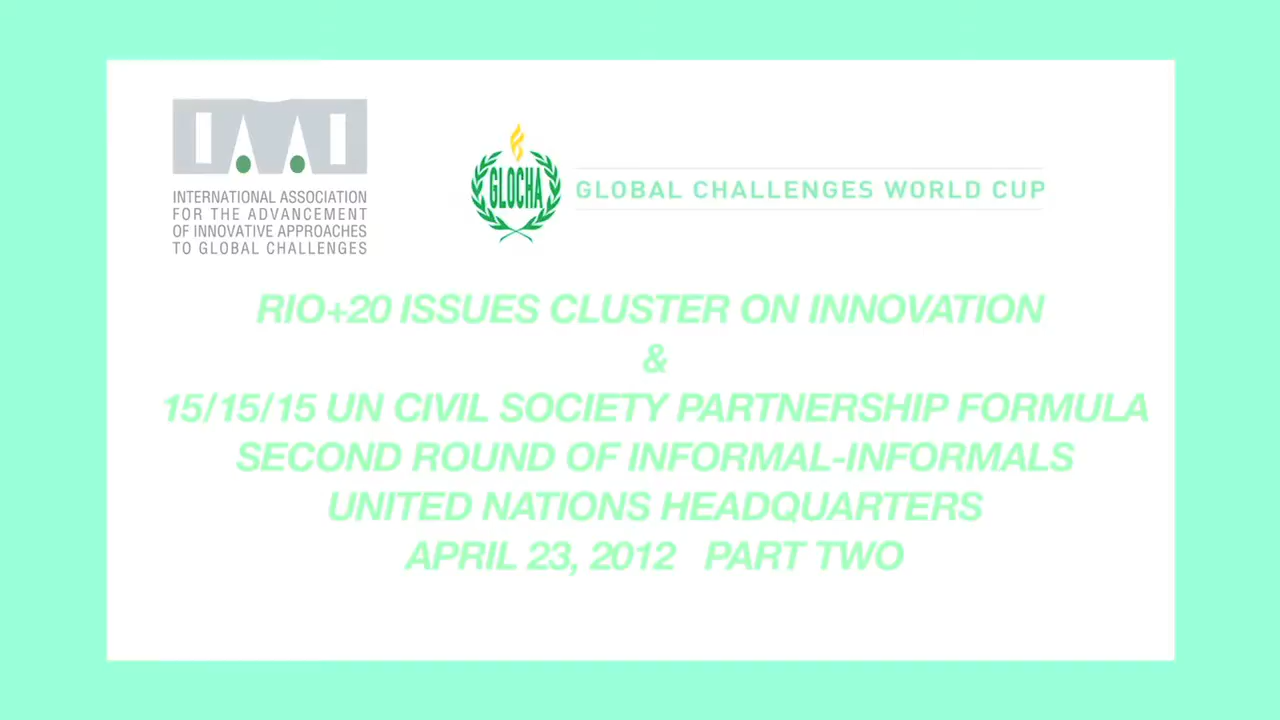 IAAI
INTERNATIONAL ASSOCIATION
FOR THE ADVANCEMENT
OF INNOVATIVE APPROACHES
TO GLOBAL CHALLENGES
GLOCHA
GLOBAL CHALLENGES WORLD CUP
RIO+20 ISSUES CLUSTER ON INNOVATION
&
15/15/15 UN CIVIL SOCIETY PARTNERSHIP FORMULA
SECOND ROUND OF INFORMAL-INFORMALS
UNITED NATIONS HEADQUARTERS
APRIL 23, 2012 PART TWO